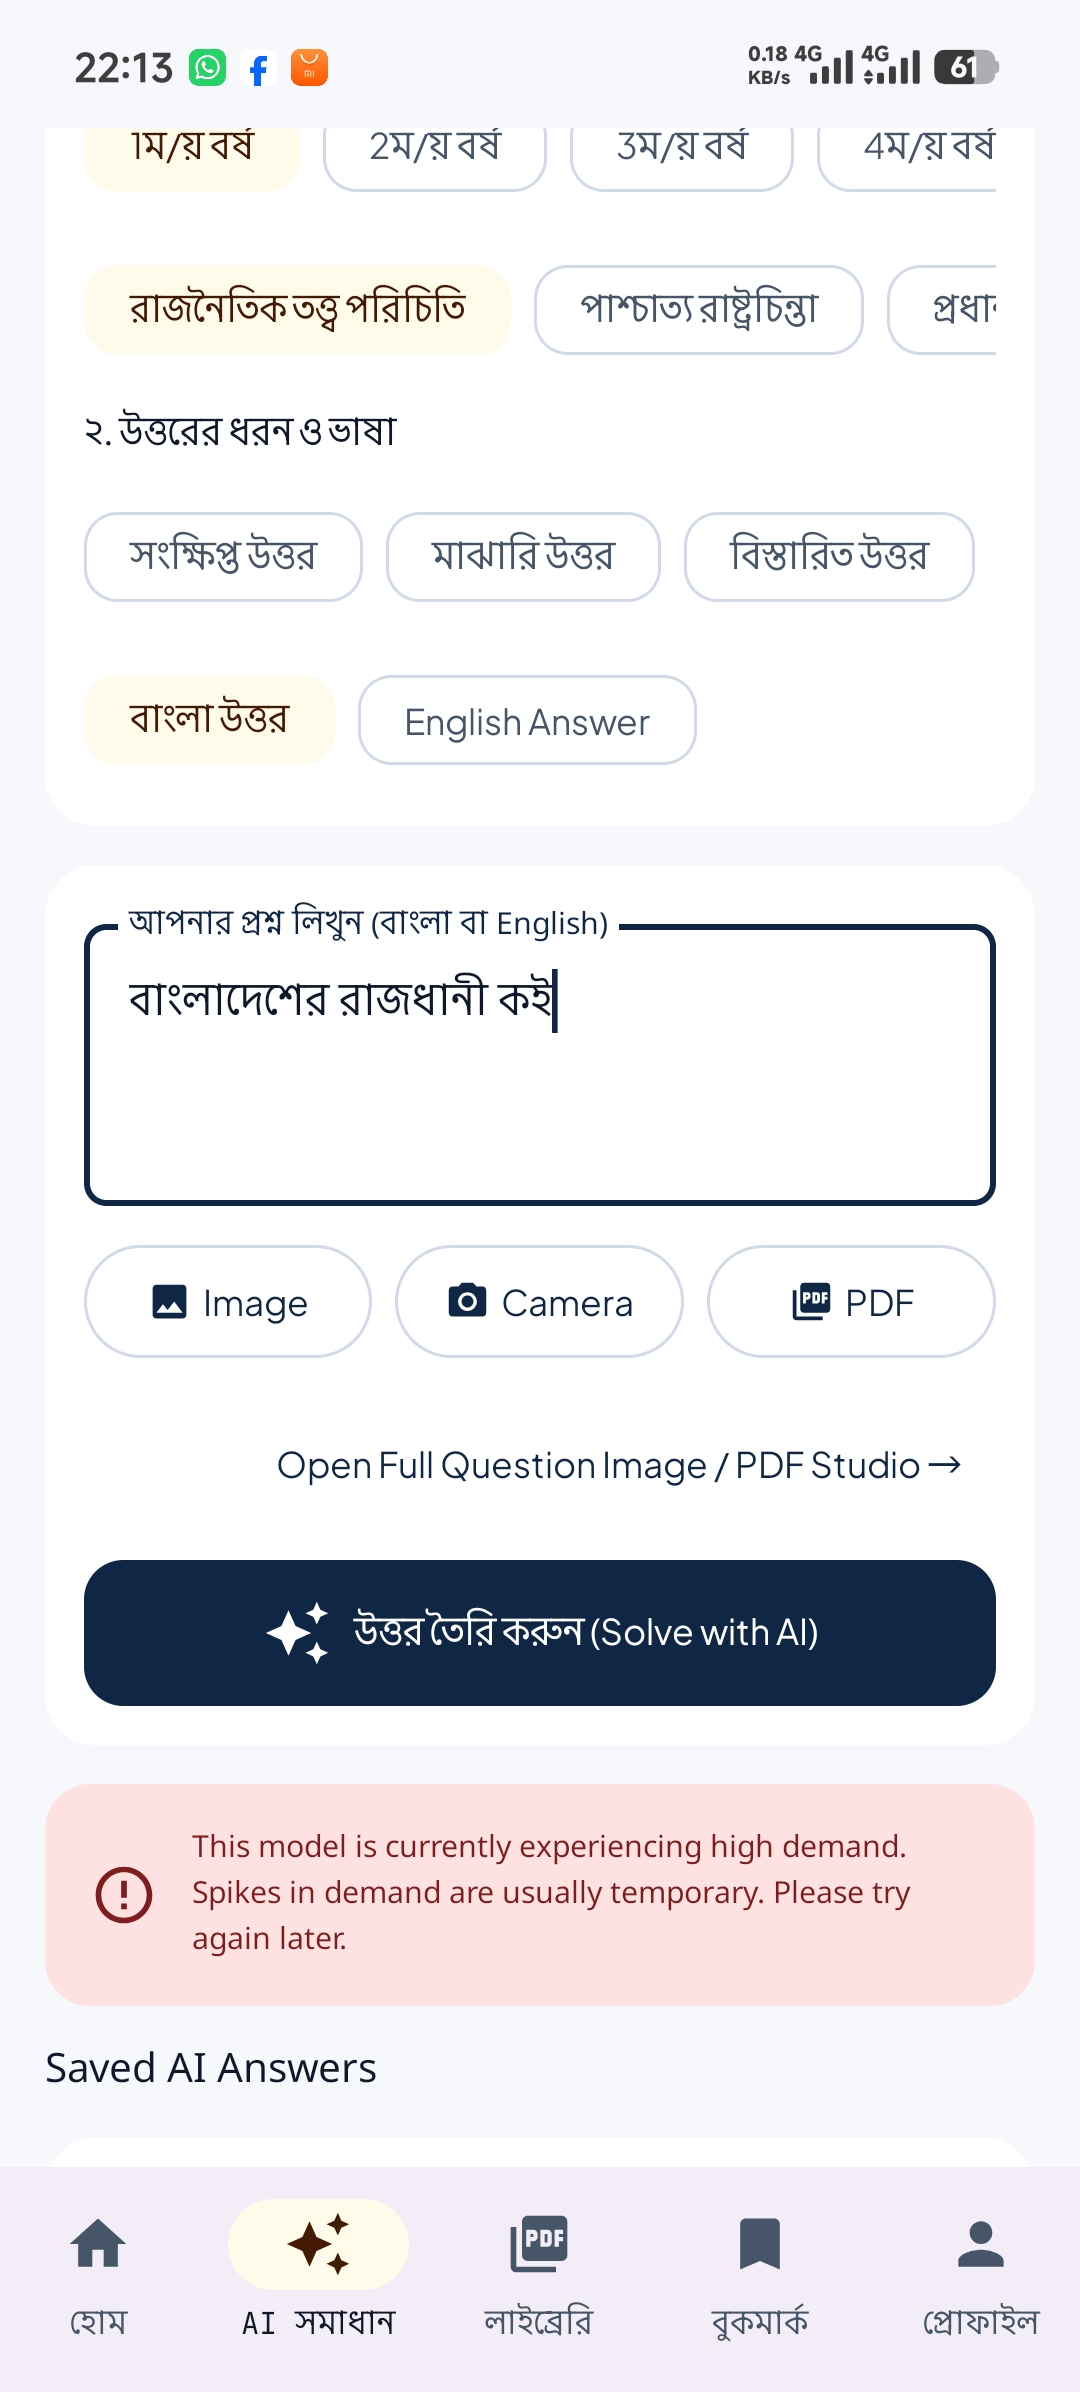 22:13
0.18 KB/s 4G 4G 61
1ম/য় বর্ষ 2ম/য় বর্ষ 3ম/য় বর্ষ 4ম/য় বর্ষ
রাজনৈতিক তত্ত্ব পরিচিতি পাশ্চাত্য রাষ্ট্রচিন্তা
২. উত্তরের ধরন ও ভাষা
সংক্ষিপ্ত উত্তর মাঝারি উত্তর বিস্তারিত উত্তর
বাংলা উত্তর English Answer
আপনার প্রশ্ন লিখুন (বাংলা বা English)
বাংলাদেশের রাজধানী কই
Image Camera PDF
Open Full Question Image / PDF Studio →
উত্তর তৈরি করুন (Solve with AI)
This model is currently experiencing high demand.
Spikes in demand are usually temporary. Please try
again later.
Saved AI Answers
হোম AI সমাধান লাইব্রেরি বুকমার্ক প্রোফাইল